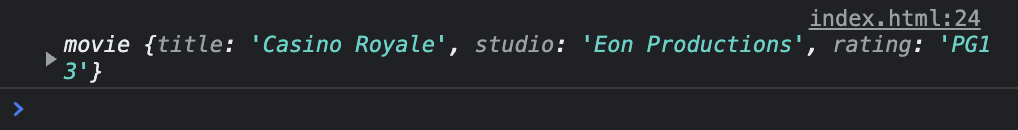 index.html:24
movie {title: 'Casino Royale', studio: 'Eon Productions', rating: 'PG1
3'}